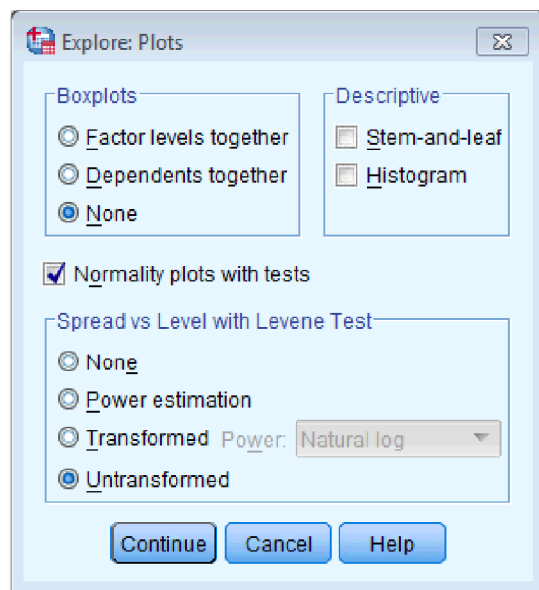 Explore: Plots
Boxplots
Factor levels together
Dependents together
None
Descriptive
Stem-and-leaf
Histogram
Normality plots with tests
Spread vs Level with Levene Test
None
Power estimation
Transformed Power: Natural log
Untransformed
Continue Cancel Help